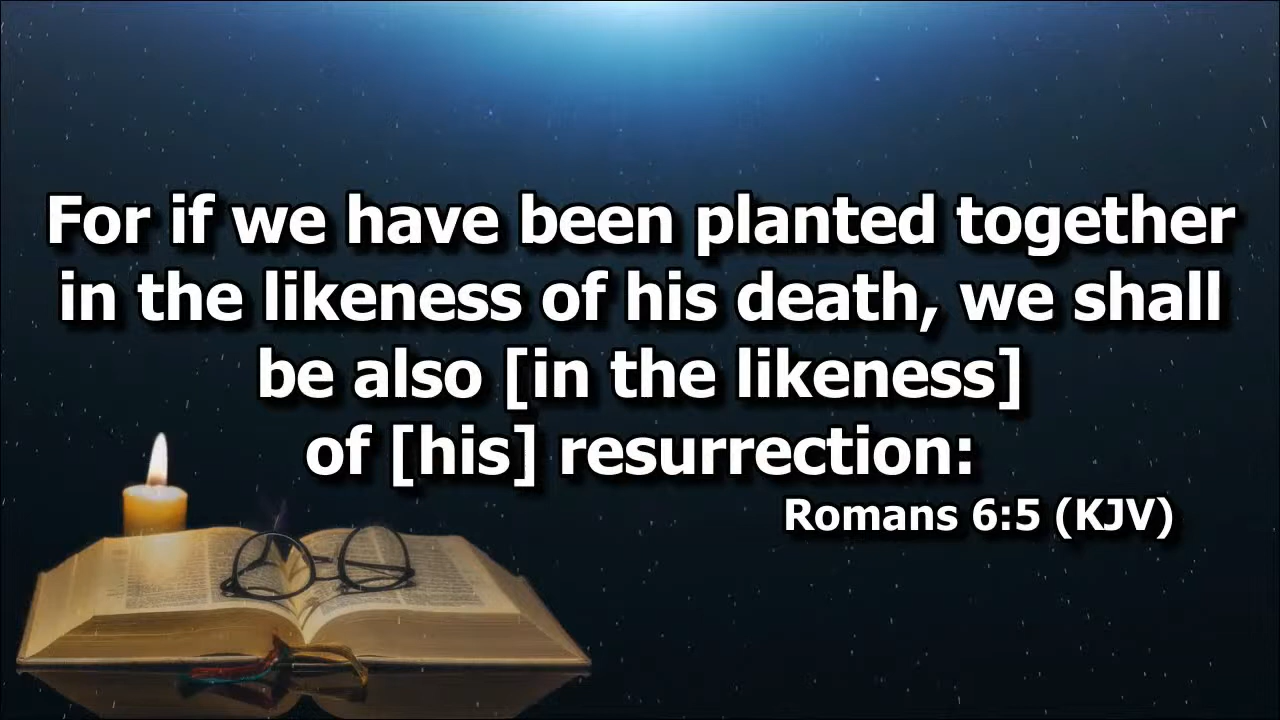 For if we have been planted together
in the likeness of his death, we shall
be also [in the likeness]
of [his] resurrection:
Romans 6:5 (KJV)